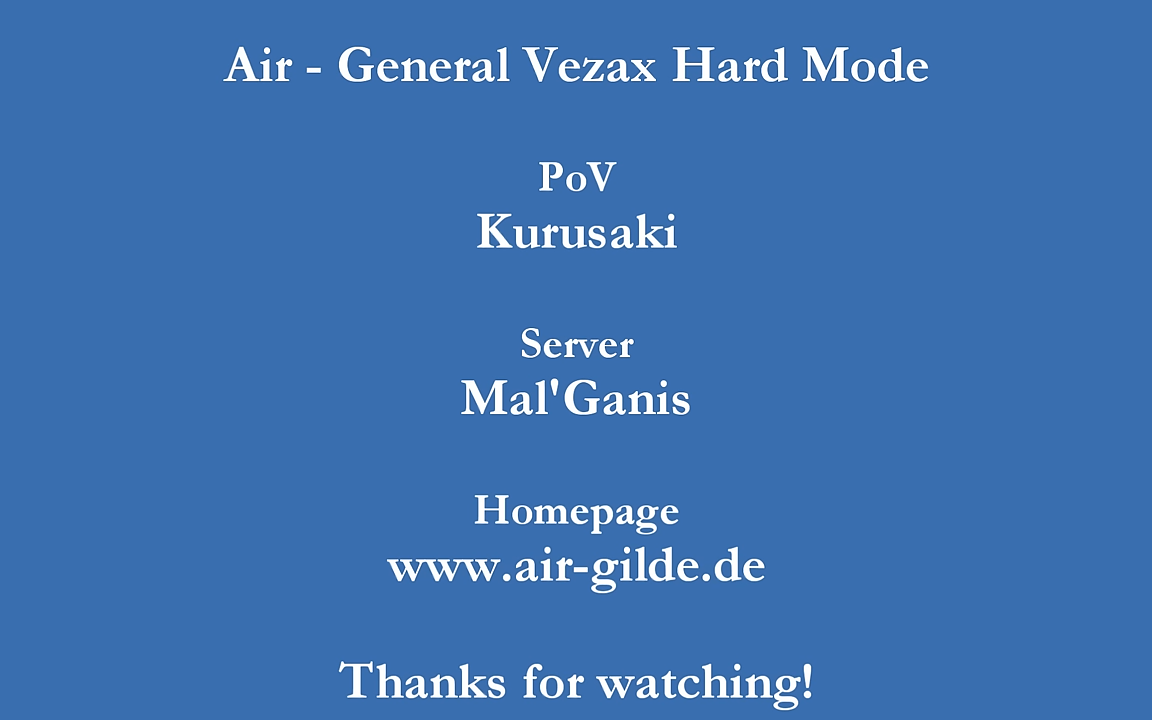 Air - General Vezax Hard Mode
PoV
Kurusaki
Server
Mal'Ganis
Homepage
www.air-gilde.de
Thanks for watching!